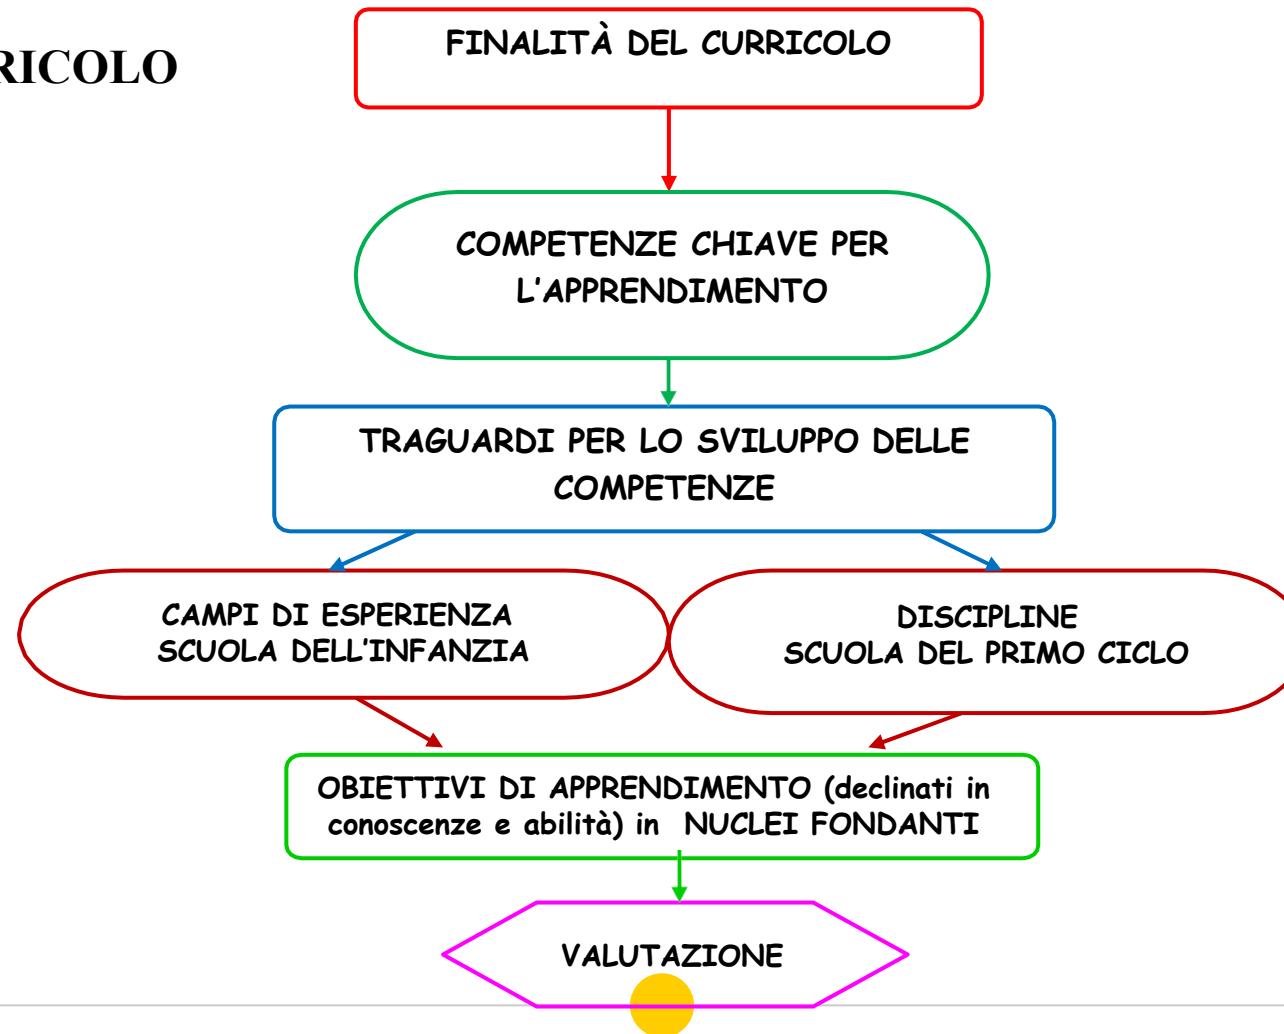 RICOLO
FINALITÀ DEL CURRICOLO
COMPETENZE CHIAVE PER
L'APPRENDIMENTO
TRAGUARDI PER LO SVILUPPO DELLE
COMPETENZE
CAMPI DI ESPERIENZA
SCUOLA DELL'INFANZIA
DISCIPLINE
SCUOLA DEL PRIMO CICLO
OBIETTIVI DI APPRENDIMENTO (declinati in
conoscenze e abilità) in NUCLEI FONDANTI
VALUTAZIONE